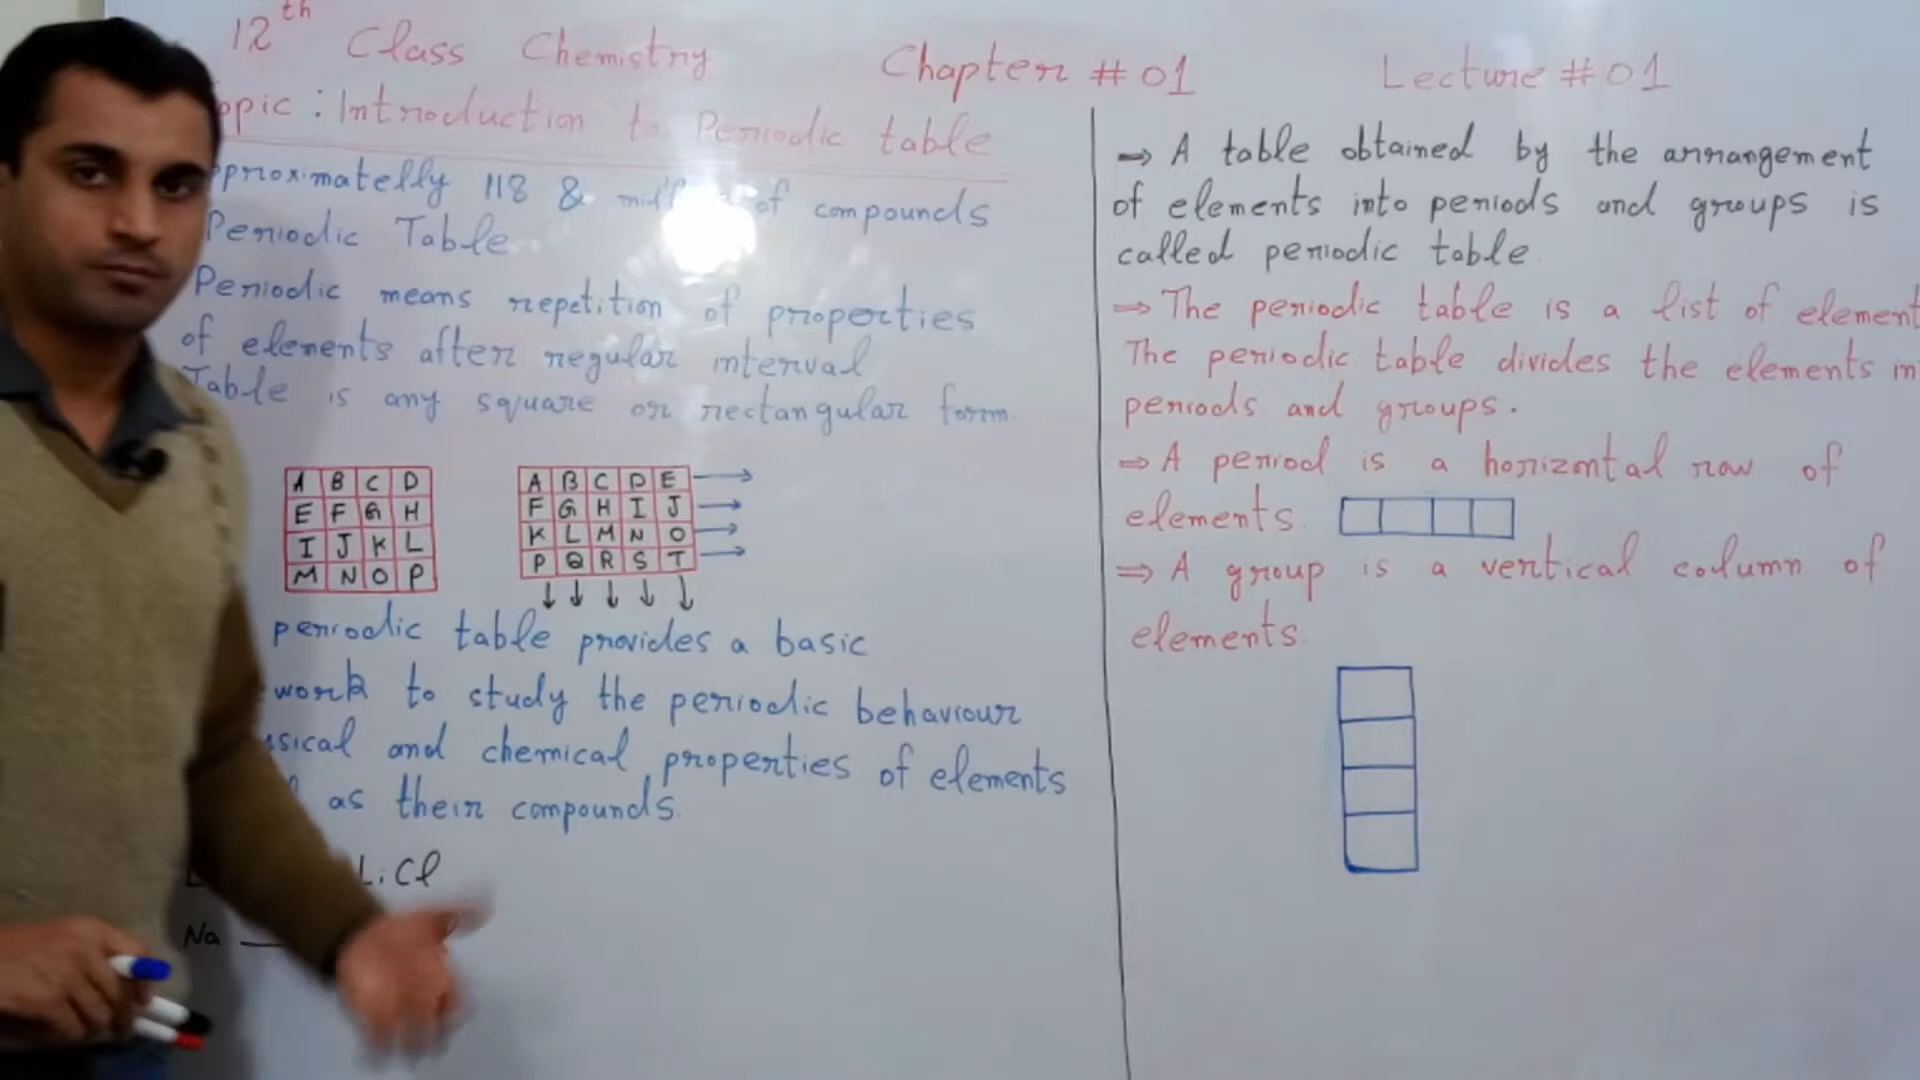 12th Class Chemistry Chapter # 01 Lecture # 01
opic : Introduction to Periodic table
pproximatelly 118 & of compounds
Periodic Table
Periodic means repetition of properties
of elements after regular interval
Table is any square or rectangular form
A B C D
E F G H
I J K L
M N O P
A B C D E
F G H I J
K L M N O
P Q R S T
periodic table provides a basic
work to study the periodic behaviour
sical and chemical properties of elements
as their compounds.
LiCl
Na
⇒ A table obtained by the arrangement
of elements into periods and groups is
called periodic table
⇒ The periodic table is a list of element
The periodic table divides the elements in
periods and groups.
⇒ A period is a horizontal row of
elements
⇒ A group is a vertical column of
elements